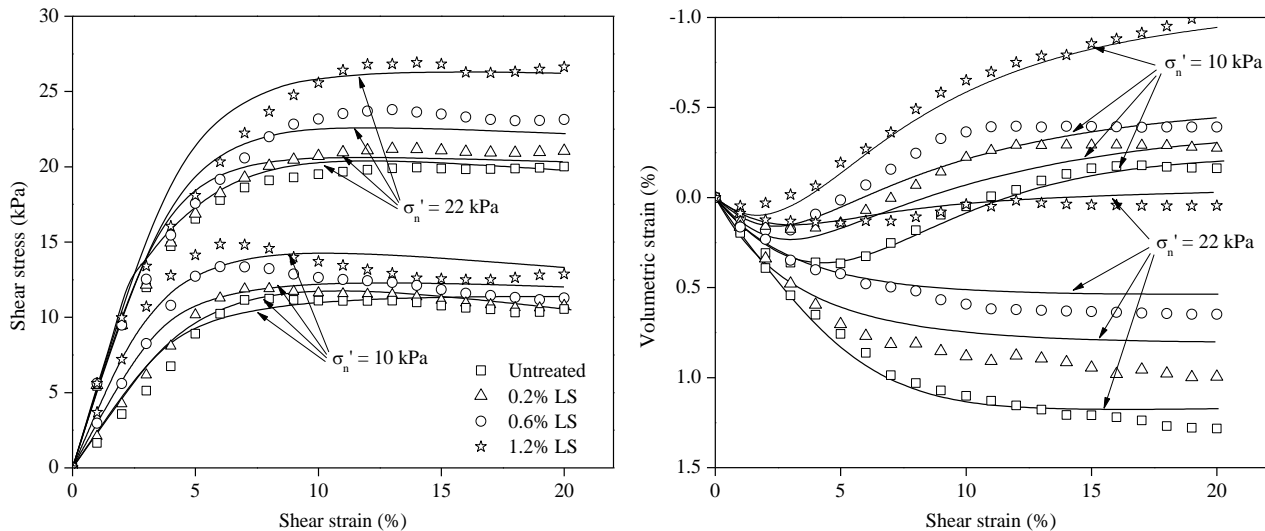 30
25
20
15
10
5
0
Shear stress (kPa)
σn' = 22 kPa
σn' = 10 kPa
Untreated
0.2% LS
0.6% LS
1.2% LS
0 5 10 15 20
Shear strain (%)
-1.0
-0.5
0.0
0.5
1.0
1.5
Volumetric strain (%)
σn' = 10 kPa
σn' = 22 kPa
0 5 10 15 20
Shear strain (%)